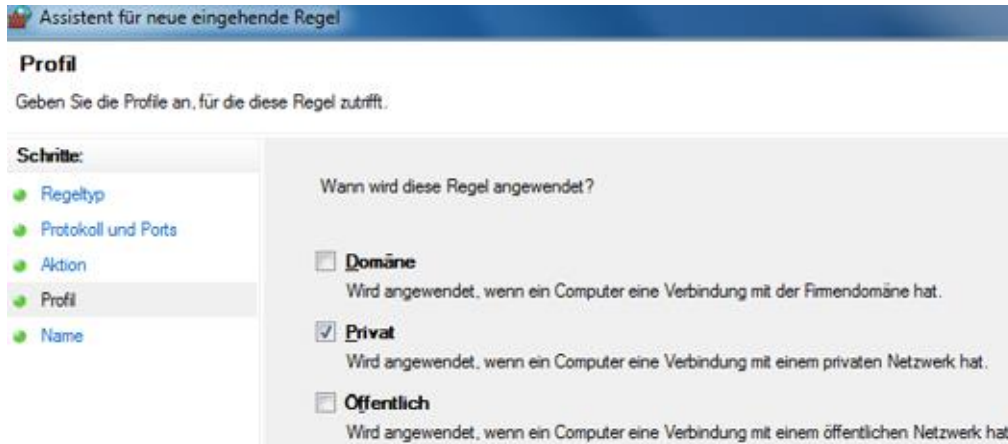 Assistent für neue eingehende Regel
Profil
Geben Sie die Profile an, für die diese Regel zutrifft.
Schritte:
Regeltyp
Protokoll und Ports
Aktion
Profil
Name
Wann wird diese Regel angewendet?
Domäne
Wird angewendet, wenn ein Computer eine Verbindung mit der Firmendomäne hat.
Privat
Wird angewendet, wenn ein Computer eine Verbindung mit einem privaten Netzwerk hat.
Öffentlich
Wird angewendet, wenn ein Computer eine Verbindung mit einem öffentlichen Netzwerk hat